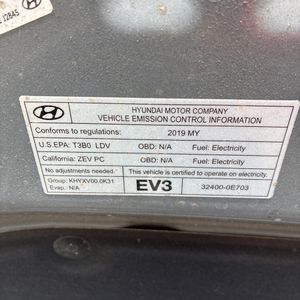 J28A5
HYUNDAI MOTOR COMPANY
VEHICLE EMISSION CONTROL INFORMATION
Conforms to regulations: 2019 MY
U.S.EPA: T3B0 LDV OBD: N/A Fuel: Electricity
California: ZEV PC OBD: N/A Fuel: Electricity
No adjustments needed. This vehicle is certified to operate on electricity
Group: KHYXV00.0K31 EV3 32400-0E703
Evap.: N/A